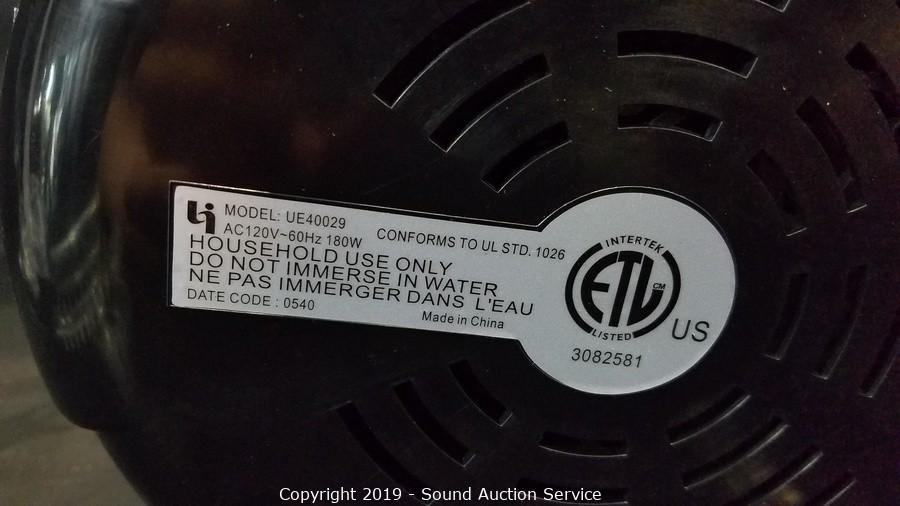 MODEL: UE40029
AC120V~60Hz 180W
CONFORMS TO UL STD. 1026
HOUSEHOLD USE ONLY
DO NOT IMMERSE IN WATER
NE PAS IMMERGER DANS L'EAU
DATE CODE : 0540
Made in China
INTERTEK
ETL
CM
LISTED
US
3082581
Copyright 2019 - Sound Auction Service